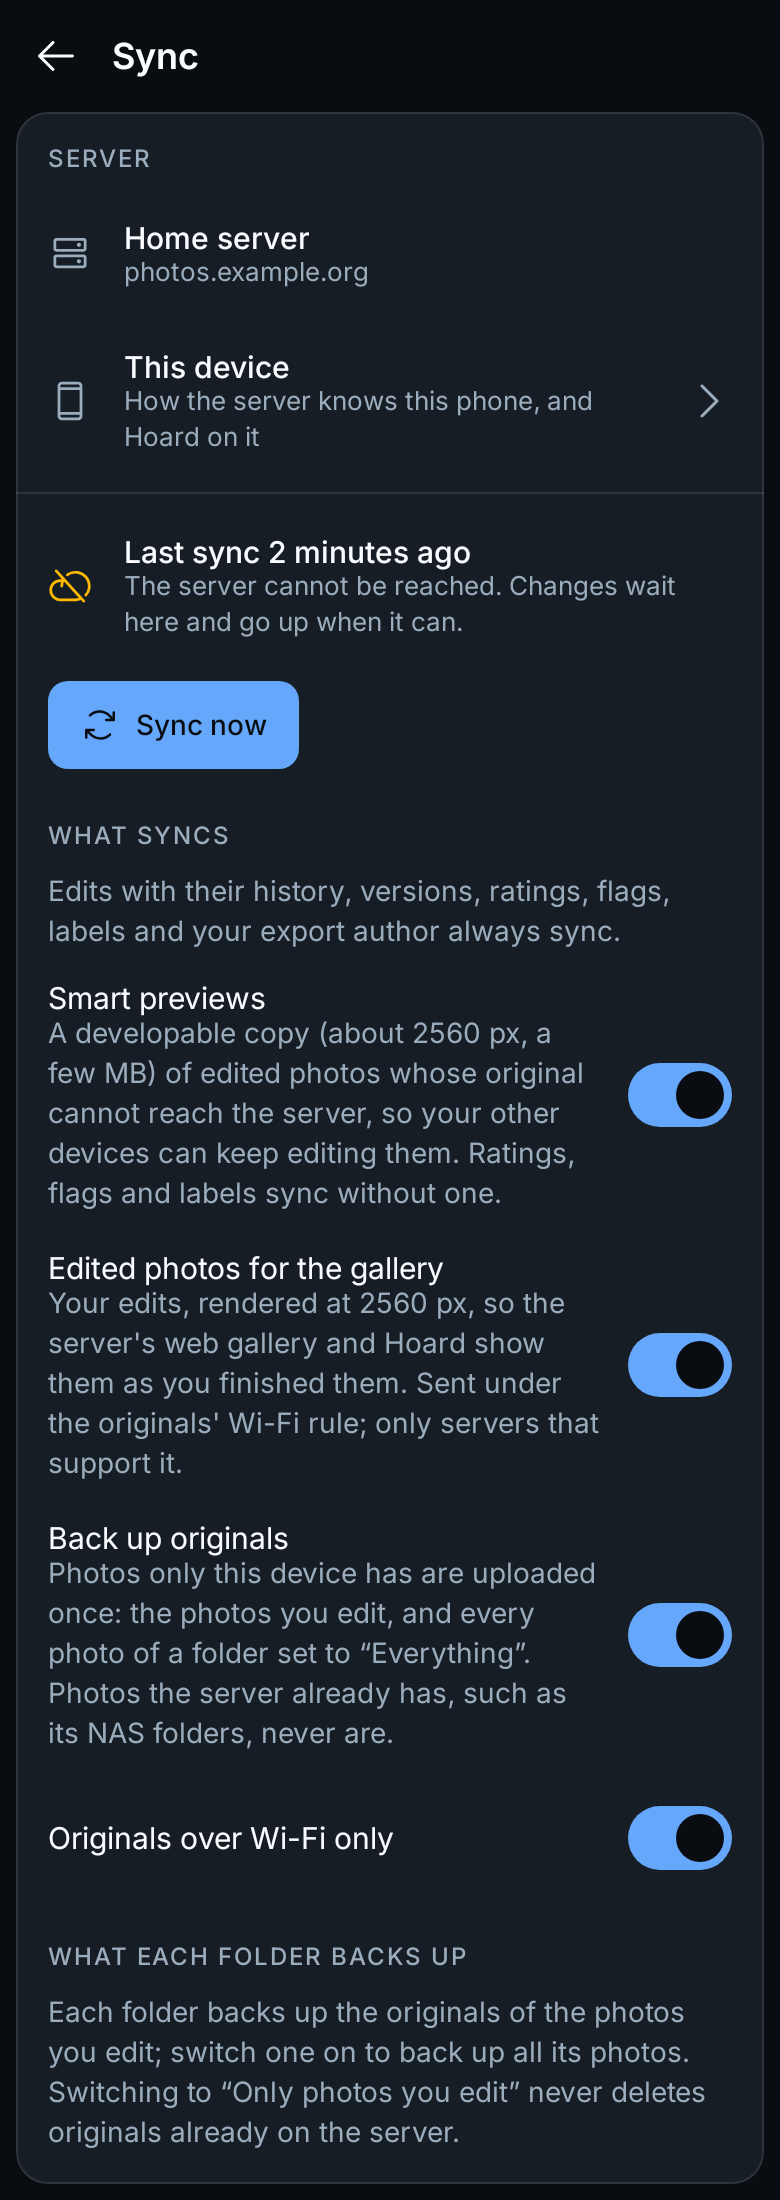 Sync
SERVER
Home server
photos.example.org
This device
How the server knows this phone, and
Hoard on it
Last sync 2 minutes ago
The server cannot be reached. Changes wait
here and go up when it can.
Sync now
WHAT SYNCS
Edits with their history, versions, ratings, flags,
labels and your export author always sync.
Smart previews
A developable copy (about 2560 px, a
few MB) of edited photos whose original
cannot reach the server, so your other
devices can keep editing them. Ratings,
flags and labels sync without one.
Edited photos for the gallery
Your edits, rendered at 2560 px, so the
server's web gallery and Hoard show
them as you finished them. Sent under
the originals' Wi-Fi rule; only servers that
support it.
Back up originals
Photos only this device has are uploaded
once: the photos you edit, and every
photo of a folder set to “Everything”.
Photos the server already has, such as
its NAS folders, never are.
Originals over Wi-Fi only
WHAT EACH FOLDER BACKS UP
Each folder backs up the originals of the photos
you edit; switch one on to back up all its photos.
Switching to “Only photos you edit” never deletes
originals already on the server.